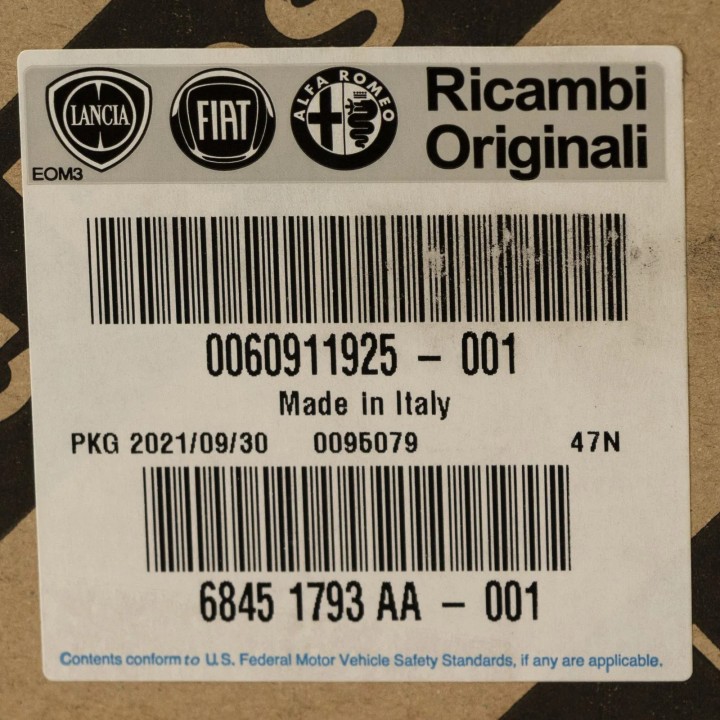 LANCIA
FIAT
ALFA ROMEO
Ricambi
Originali
EOM3
0060911925 – 001
Made in Italy
PKG 2021/09/30 0095079 47N
6845 1793 AA – 001
Contents conform to U.S. Federal Motor Vehicle Safety Standards, if any are applicable.